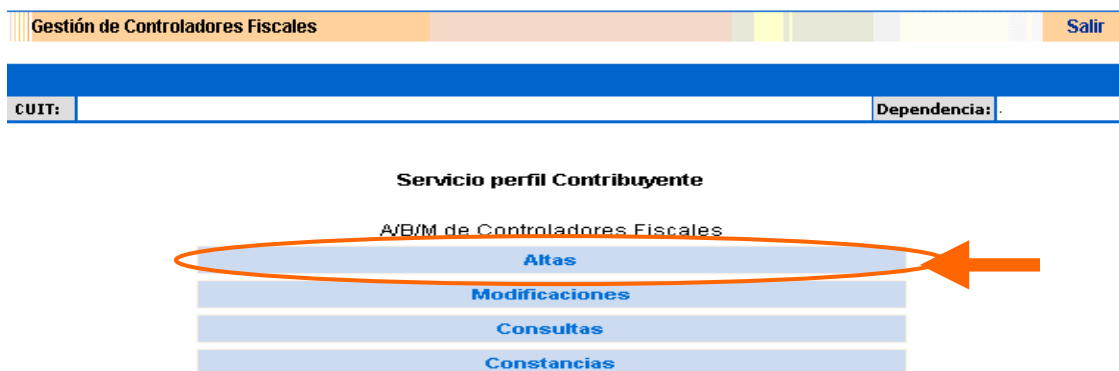 Gestión de Controladores Fiscales Salir
CUIT: Dependencia:
Servicio perfil Contribuyente
A/B/M de Controladores Fiscales
Altas
Modificaciones
Consultas
Constancias